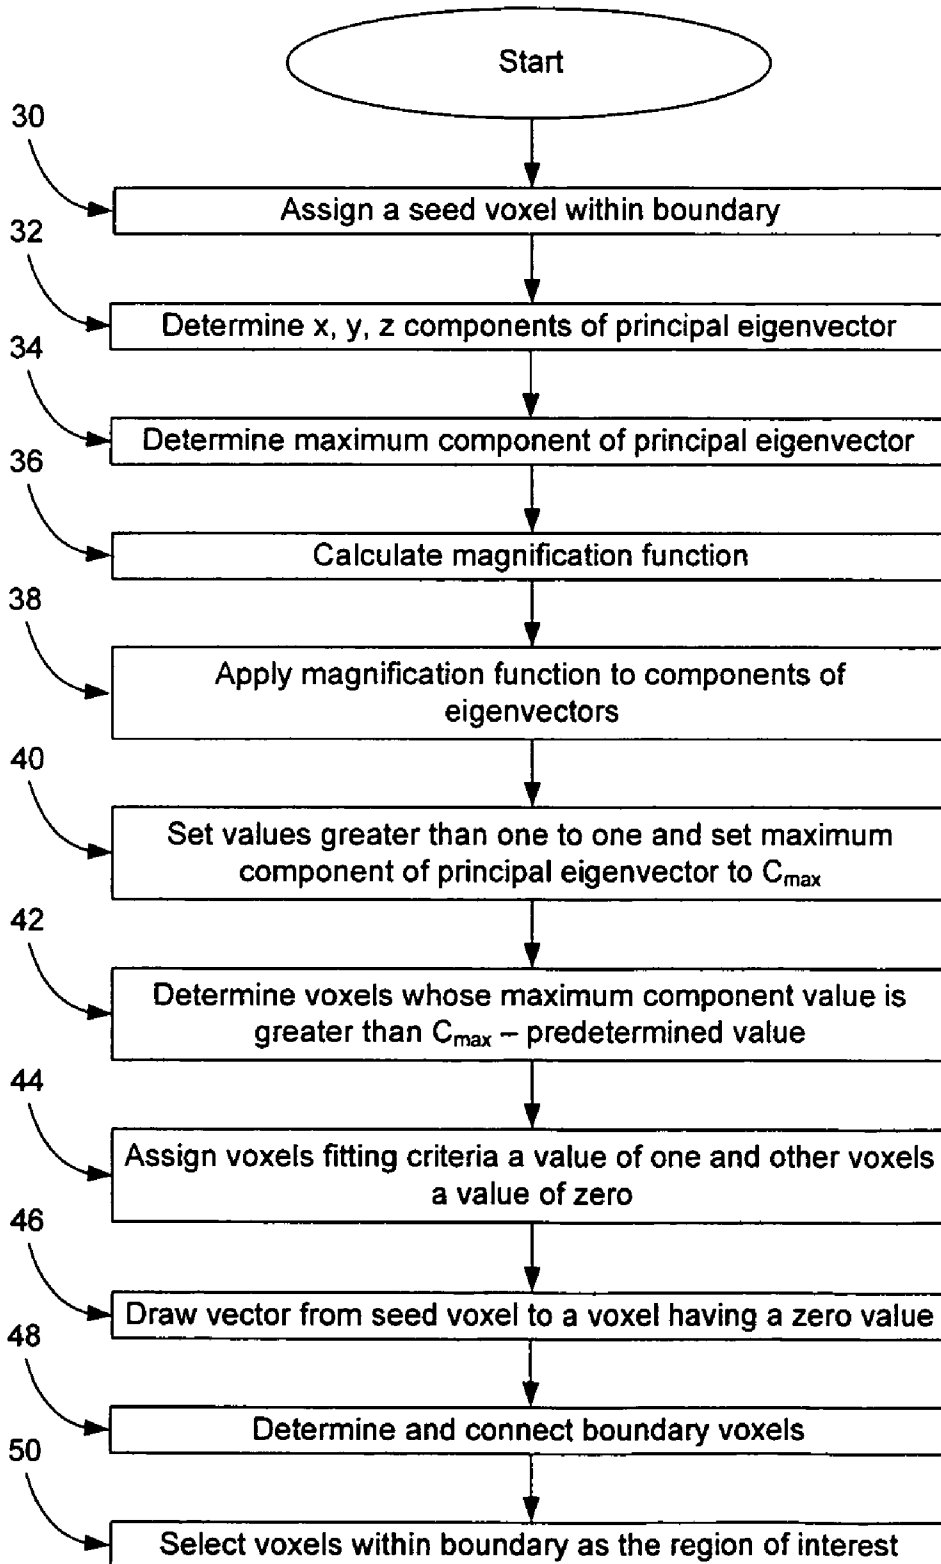 Start
30
Assign a seed voxel within boundary
32
Determine x, y, z components of principal eigenvector
34
Determine maximum component of principal eigenvector
36
Calculate magnification function
38
Apply magnification function to components of
eigenvectors
40
Set values greater than one to one and set maximum
component of principal eigenvector to Cmax
42
Determine voxels whose maximum component value is
greater than Cmax – predetermined value
44
Assign voxels fitting criteria a value of one and other voxels
a value of zero
46
Draw vector from seed voxel to a voxel having a zero value
48
Determine and connect boundary voxels
50
Select voxels within boundary as the region of interest